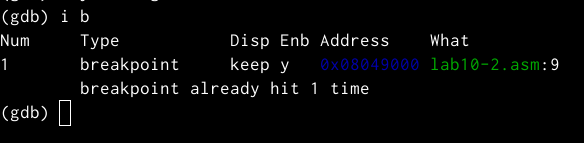 (gdb) i b
Num     Type           Disp Enb Address    What
1       breakpoint     keep y   0x08049000 lab10-2.asm:9
        breakpoint already hit 1 time
(gdb)